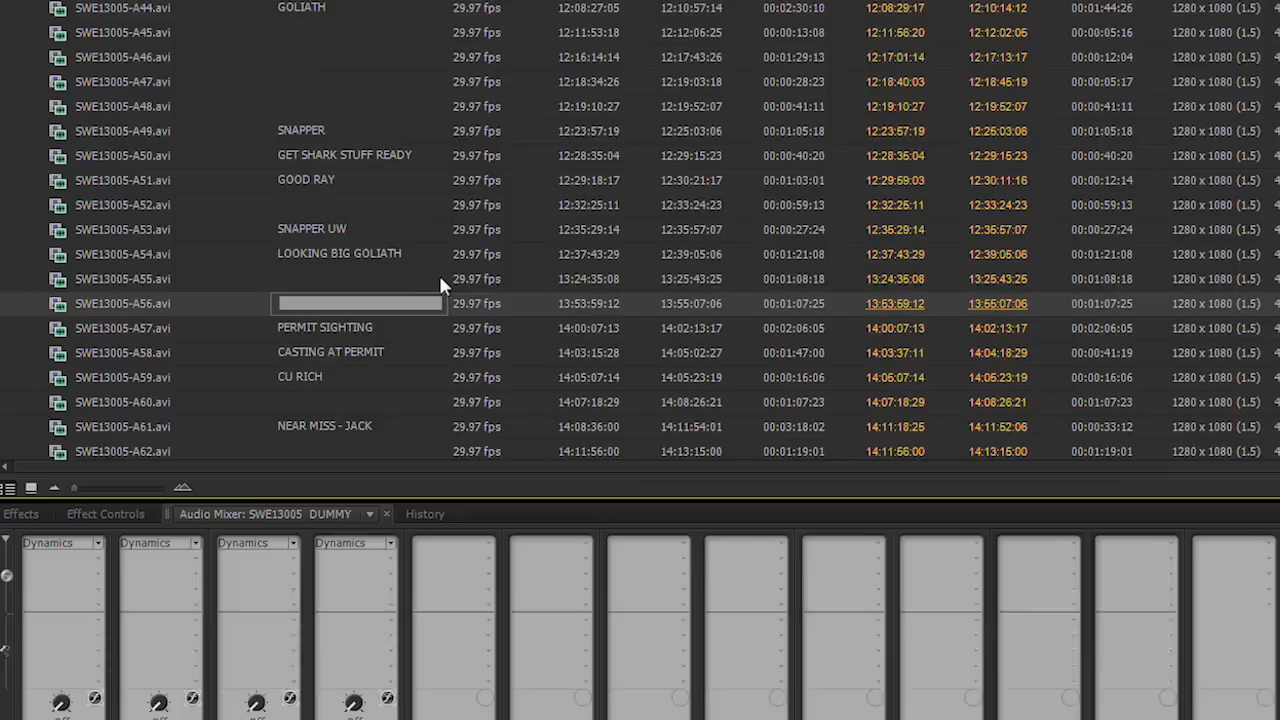 SWE13005-A44.avi GOLIATH 29.97 fps 12:08:27:05 12:10:57:14 00:02:30:10 12:08:29:17 12:10:14:12 00:01:44:26 1280 x 1080 (1.5) 4
SWE13005-A45.avi 29.97 fps 12:11:53:18 12:12:06:25 00:00:13:08 12:11:56:20 12:12:02:05 00:00:05:16 1280 x 1080 (1.5)
SWE13005-A46.avi 29.97 fps 12:16:14:14 12:17:43:26 00:01:29:13 12:17:01:14 12:17:13:17 00:00:12:04 1280 x 1080 (1.5) 4
SWE13005-A47.avi 29.97 fps 12:18:34:26 12:19:03:18 00:00:28:23 12:18:40:03 12:18:45:19 00:00:05:17 1280 x 1080 (1.5) 4
SWE13005-A48.avi 29.97 fps 12:19:10:27 12:19:52:07 00:00:41:11 12:19:10:27 12:19:52:07 00:00:41:11 1280 x 1080 (1.5) 4
SWE13005-A49.avi SNAPPER 29.97 fps 12:23:57:19 12:25:03:06 00:01:05:18 12:23:57:19 12:25:03:06 00:01:05:18 1280 x 1080 (1.5) 4
SWE13005-A50.avi GET SHARK STUFF READY 29.97 fps 12:28:35:04 12:29:15:23 00:00:40:20 12:28:35:04 12:29:15:23 00:00:40:20 1280 x 1080 (1.5) 4
SWE13005-A51.avi GOOD RAY 29.97 fps 12:29:18:17 12:30:21:17 00:01:03:01 12:29:59:03 12:30:11:16 00:00:12:14 1280 x 1080 (1.5) 4
SWE13005-A52.avi 29.97 fps 12:32:25:11 12:33:24:23 00:00:59:13 12:32:25:11 12:33:24:23 00:00:59:13 1280 x 1080 (1.5) 4
SWE13005-A53.avi SNAPPER UW 29.97 fps 12:35:29:14 12:35:57:07 00:00:27:24 12:35:29:14 12:35:57:07 00:00:27:24 1280 x 1080 (1.5) 4
SWE13005-A54.avi LOOKING BIG GOLIATH 29.97 fps 12:37:43:29 12:39:05:06 00:01:21:08 12:37:43:29 12:39:05:06 00:01:21:08 1280 x 1080 (1.5) 4
SWE13005-A55.avi 29.97 fps 13:24:35:08 13:25:43:25 00:01:08:18 13:24:35:08 13:25:43:25 00:01:08:18 1280 x 1080 (1.5) 4
SWE13005-A56.avi 29.97 fps 13:53:59:12 13:55:07:06 00:01:07:25 13:53:59:12 13:55:07:06 00:01:07:25 1280 x 1080 (1.5) 4
SWE13005-A57.avi PERMIT SIGHTING 29.97 fps 14:00:07:13 14:02:13:17 00:02:06:05 14:00:07:13 14:02:13:17 00:02:06:05 1280 x 1080 (1.5) 4
SWE13005-A58.avi CASTING AT PERMIT 29.97 fps 14:03:15:28 14:05:02:27 00:01:47:00 14:03:37:11 14:04:18:29 00:00:41:19 1280 x 1080 (1.5) 4
SWE13005-A59.avi CU RICH 29.97 fps 14:05:07:14 14:05:23:19 00:00:16:06 14:05:07:14 14:05:23:19 00:00:16:06 1280 x 1080 (1.5) 4
SWE13005-A60.avi 29.97 fps 14:07:18:29 14:08:26:21 00:01:07:23 14:07:18:29 14:08:26:21 00:01:07:23 1280 x 1080 (1.5) 4
SWE13005-A61.avi NEAR MISS - JACK 29.97 fps 14:08:36:00 14:11:54:01 00:03:18:02 14:11:18:25 14:11:52:06 00:00:33:12 1280 x 1080 (1.5) 4
SWE13005-A62.avi 29.97 fps 14:11:56:00 14:13:15:00 00:01:19:01 14:11:56:00 14:13:15:00 00:01:19:01 1280 x 1080 (1.5) 4
Effects Effect Controls Audio Mixer: SWE13005 DUMMY History
Dynamics Dynamics Dynamics Dynamics